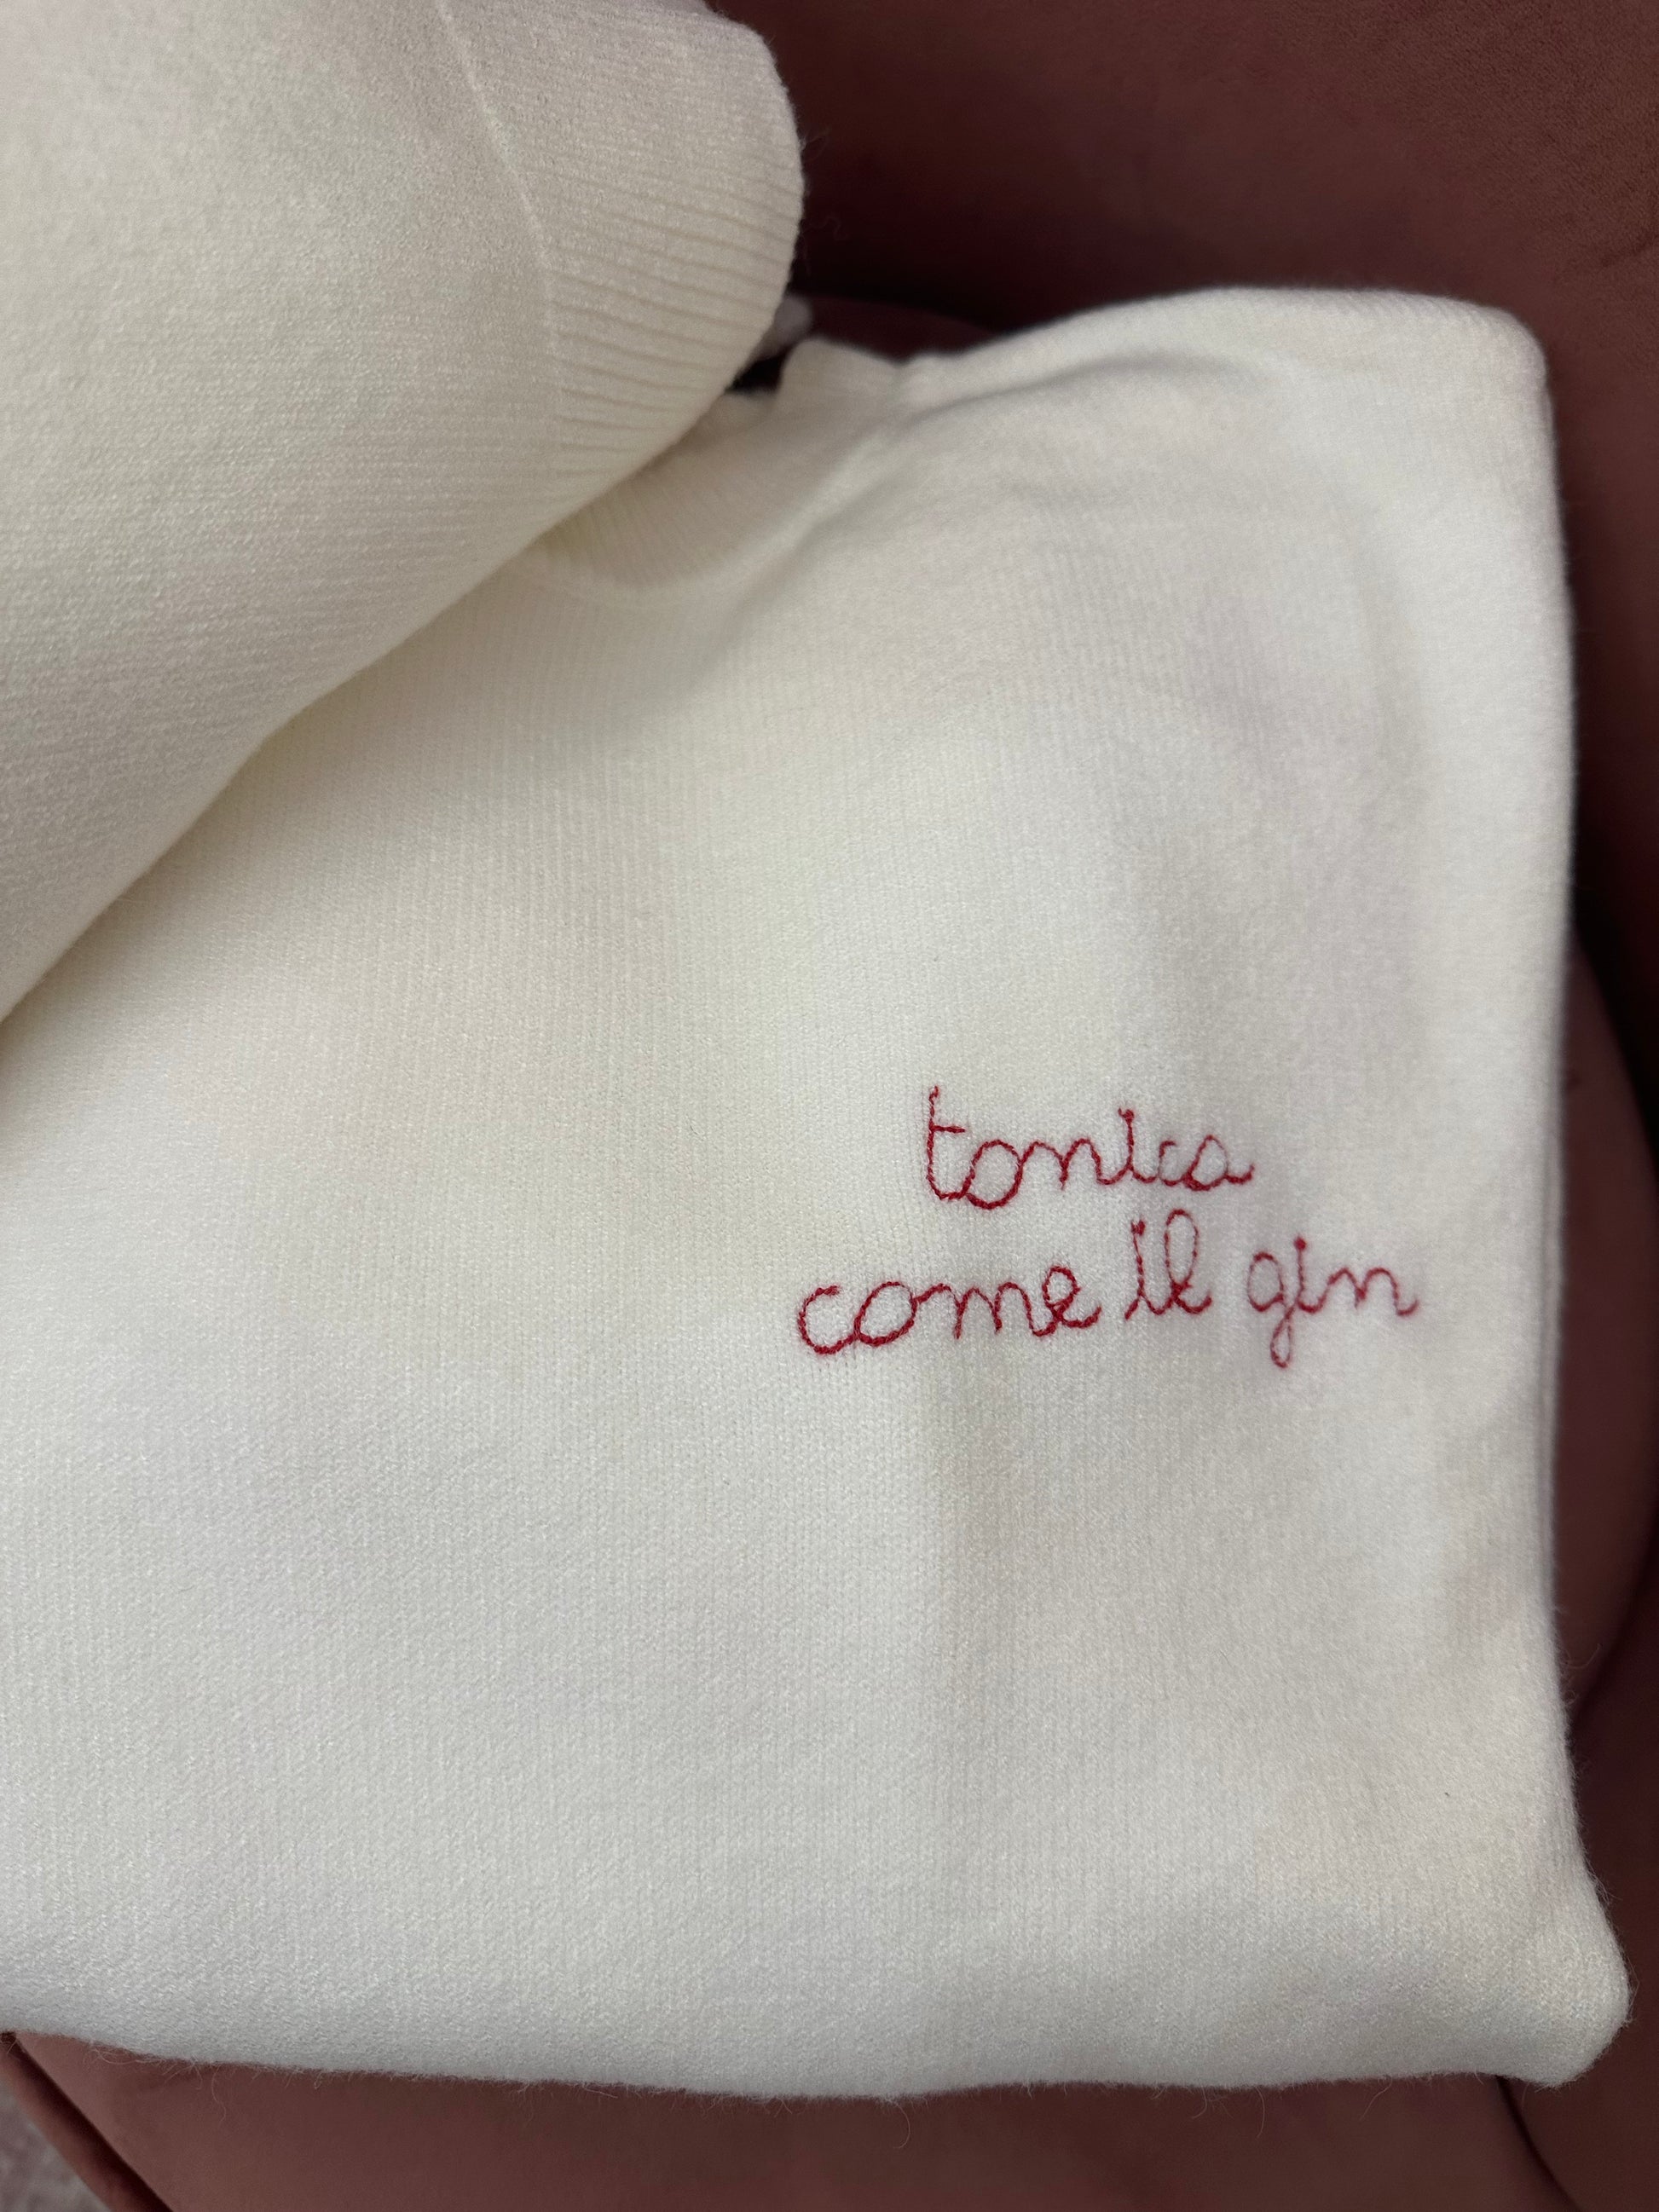 tonica
come il gin